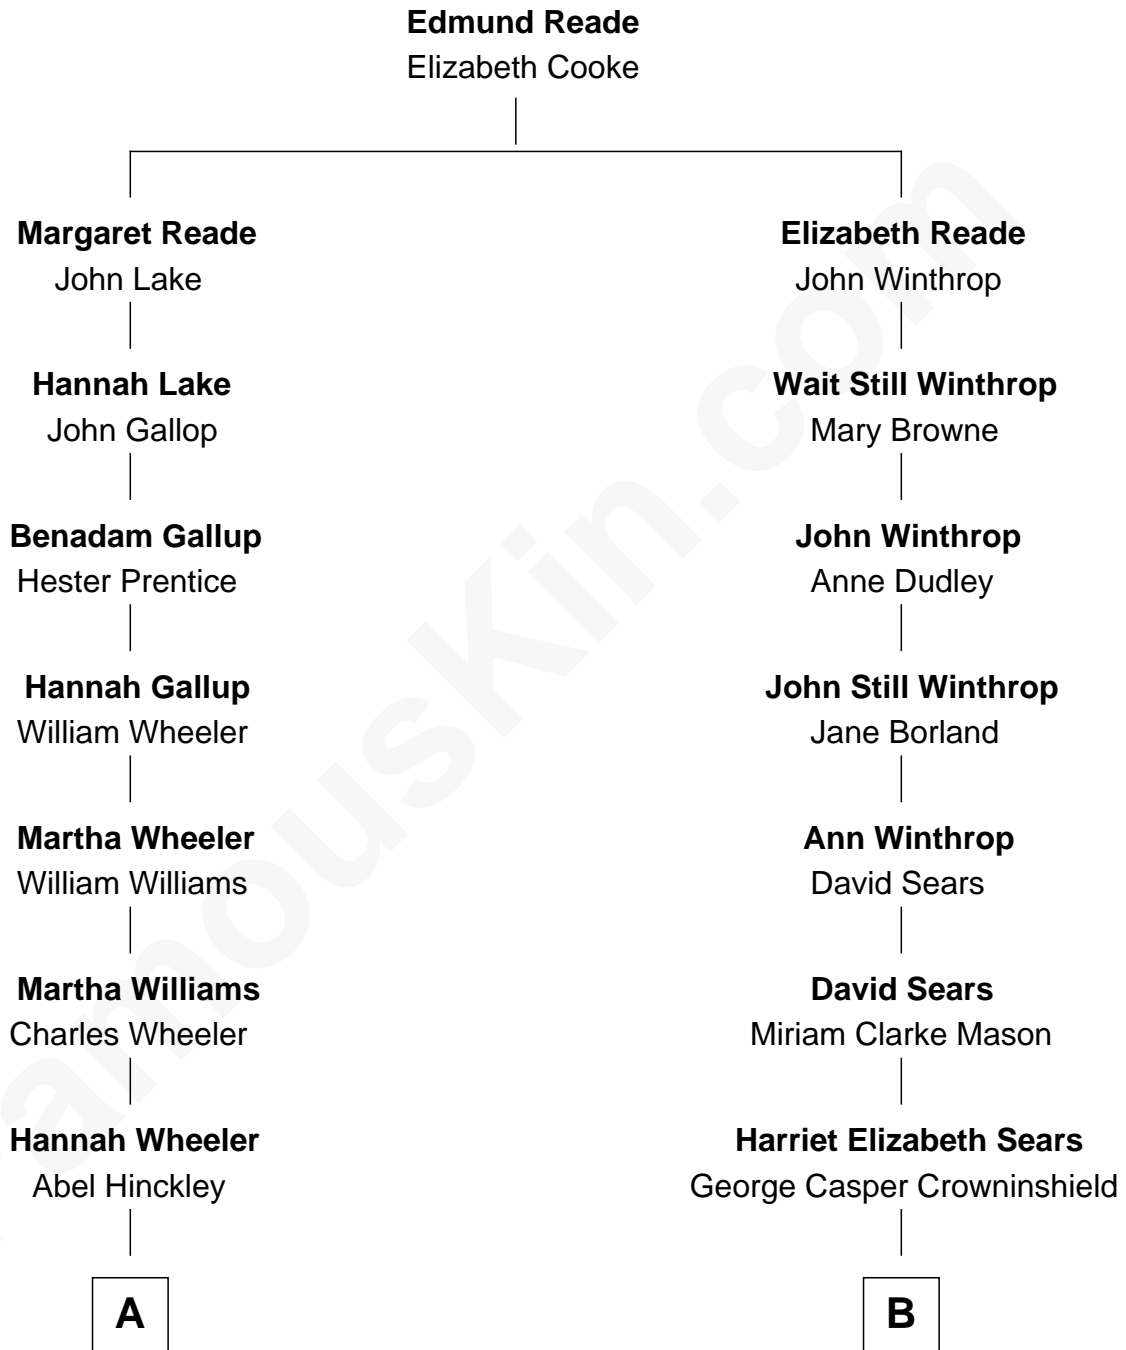 Edmund Reade
Elizabeth Cooke
Margaret Reade
John Lake
Elizabeth Reade
John Winthrop
Hannah Lake
John Gallop
Wait Still Winthrop
Mary Browne
Benadam Gallup
Hester Prentice
John Winthrop
Anne Dudley
Hannah Gallup
William Wheeler
John Still Winthrop
Jane Borland
Martha Wheeler
William Williams
Ann Winthrop
David Sears
Martha Williams
Charles Wheeler
David Sears
Miriam Clarke Mason
Hannah Wheeler
Abel Hinckley
Harriet Elizabeth Sears
George Casper Crowninshield
A
B
amousKin.com